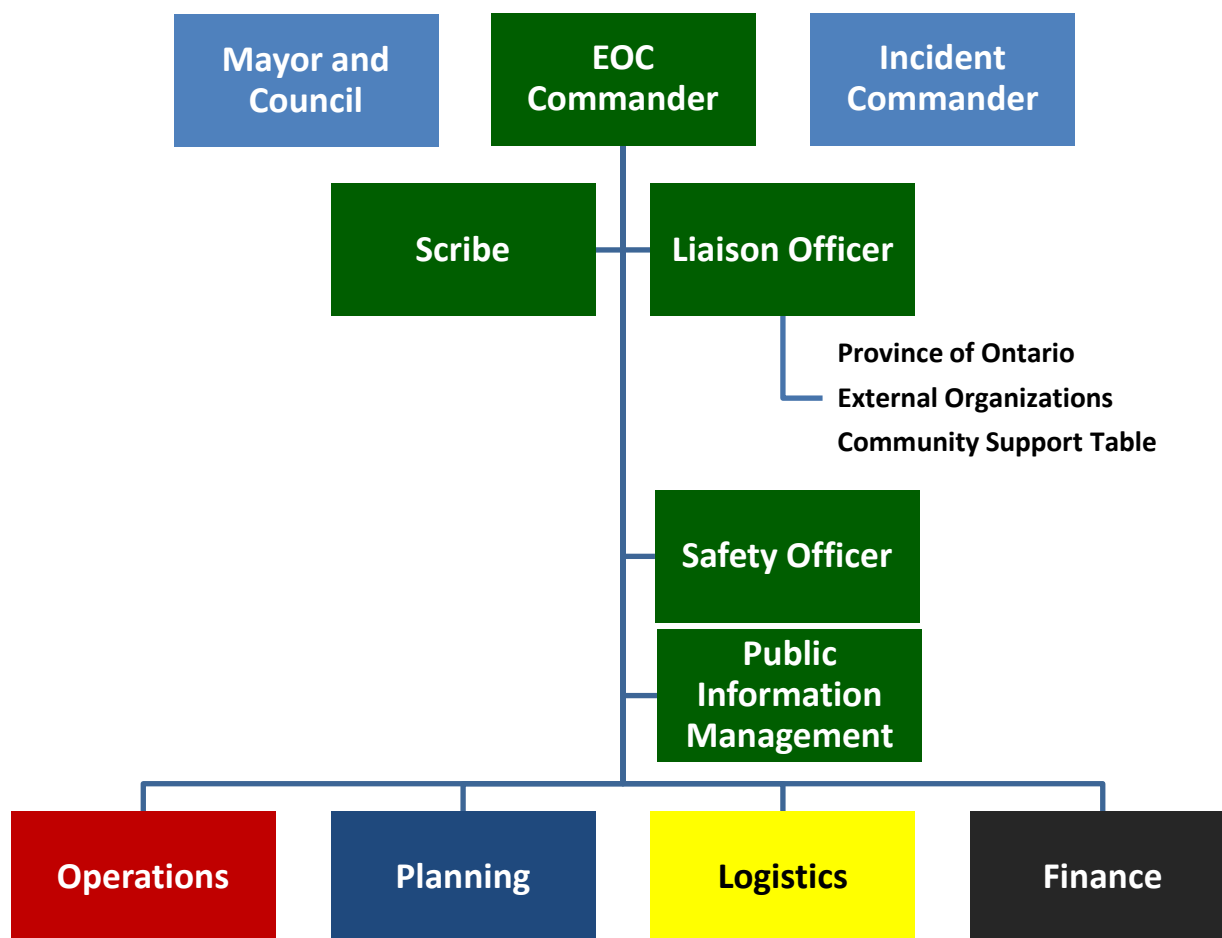 Mayor and
Council
EOC
Commander
Incident
Commander
Scribe
Liaison Officer
Province of Ontario
External Organizations
Community Support Table
Safety Officer
Public
Information
Management
Operations
Planning
Logistics
Finance